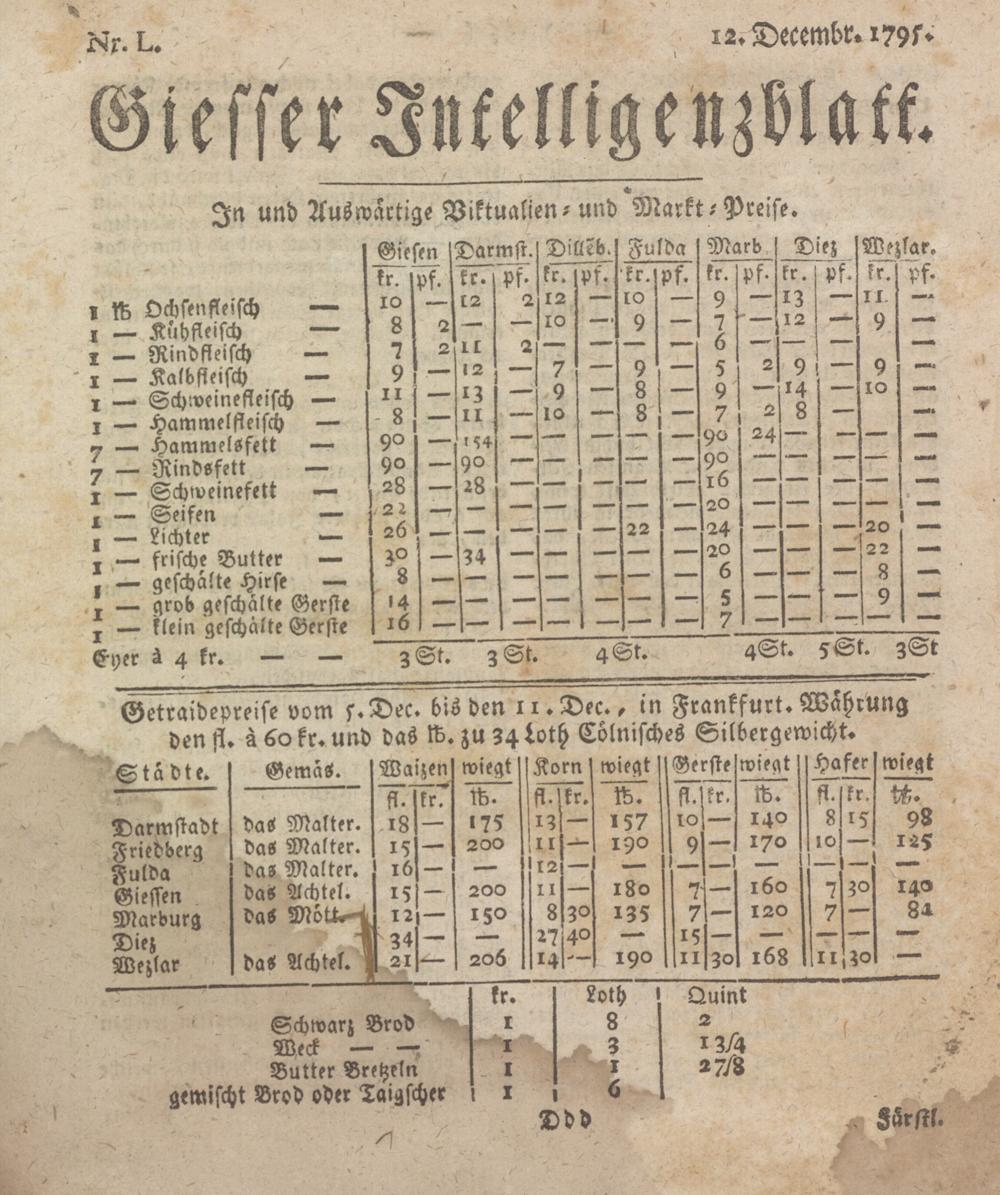 Nr. L. 12. Decembr. 1795.
Giesser Intelligenzblatt.
In und Auswärtige Viktualien- und Markt-Preise.
Giesen Darmst. Dillēb. Fulda Marb. Diez Wezlar.
kr. pf. kr. pf. kr. pf. kr. pf. kr. pf. kr. pf. kr. pf.
1 ℔ Ochsenfleisch — 10 — 12 2 12 — 10 — 9 — 13 — 11 —
1 — Kühfleisch — 8 2 — — 10 — 9 — 7 — 12 — 9 —
1 — Rindfleisch — 7 2 11 2 — — — — 6 — — — — —
1 — Kalbfleisch — 9 — 12 — 7 — 9 — 5 2 9 — 9 —
1 — Schweinefleisch — 11 — 13 — 9 — 8 — 9 — 14 — 10 —
1 — Hammelfleisch — 8 — 11 — 10 — 8 — 7 2 8 — — —
7 — Hammelsfett — 90 — 154 — — — — — 90 24 — — — —
7 — Rindsfett — 90 — 90 — — — — — 90 — — — — —
1 — Schweinefett — 28 — 28 — — — — — 16 — — — — —
1 — Seifen — 22 — — — — — — — 20 — — — — —
1 — Lichter — 26 — — — — — 22 — 24 — — — 20 —
1 — frische Butter — 30 — 34 — — — — — 20 — — — 22 —
1 — geschälte Hirse — 8 — — — — — — — 6 — — — 8 —
1 — grob geschälte Gerste 14 — — — — — — — 5 — — — 9 —
1 — klein geschälte Gerste 16 — — — — — — — 7 — — — — —
Eyer à 4 kr. — — 3 St. 3 St. 4 St. 4 St. 5 St. 3 St
Getraidepreise vom 5. Dec. bis den 11. Dec., in Frankfurt. Währung
den fl. à 60 kr. und das ℔. zu 34 Loth Cölnisches Silbergewicht.
Städte. Gemäs. Waizen wiegt Korn wiegt Gerste wiegt Hafer wiegt
fl. kr. ℔. fl. kr. ℔. fl. kr. ℔. fl. kr. ℔.
Darmstadt das Malter. 18 — 175 13 — 157 10 — 140 8 15 98
Friedberg das Malter. 15 — 200 11 — 190 9 — 170 10 — 125
Fulda das Malter. 16 — — 12 — — — — — — — —
Giessen das Achtel. 15 — 200 11 — 180 7 — 160 7 30 140
Marburg das Mött. 12 — 150 8 30 135 7 — 120 7 — 84
Diez 34 — — 27 40 — 15 — — — — —
Wezlar das Achtel. 21 — 206 14 — 190 11 30 168 11 30 —
kr. Loth Quint
Schwarz Brod 1 8 2
Weck — — 1 3 1 3/4
Butter Bretzeln 1 1 2 7/8
gemischt Brod oder Taigscher 1 6
Ddd Fürstl.